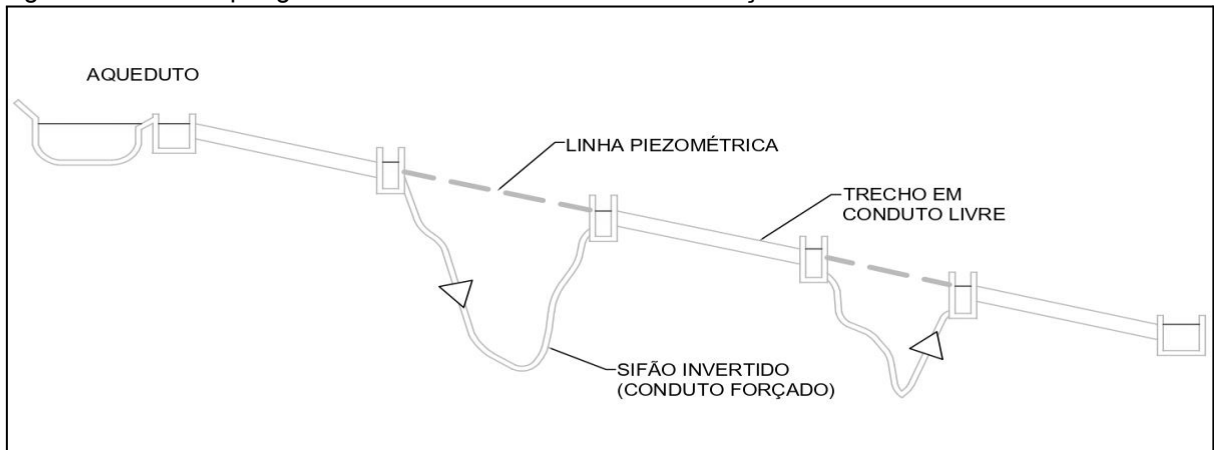 AQUEDUTO
LINHA PIEZOMÉTRICA
TRECHO EM
CONDUTO LIVRE
SIFÃO INVERTIDO
(CONDUTO FORÇADO)